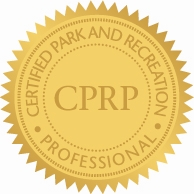 CERTIFIED PARK AND RECREATION
CPRP
• PROFESSIONAL •